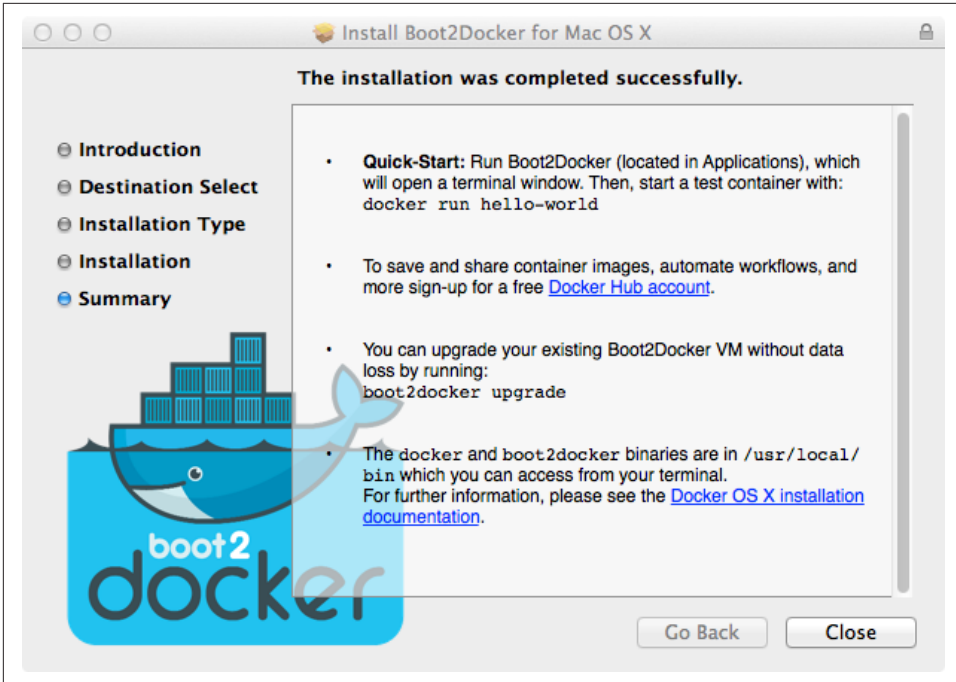 Install Boot2Docker for Mac OS X
The installation was completed successfully.
Introduction
Destination Select
Installation Type
Installation
Summary
• Quick-Start: Run Boot2Docker (located in Applications), which
will open a terminal window. Then, start a test container with:
docker run hello-world
• To save and share container images, automate workflows, and
more sign-up for a free Docker Hub account.
• You can upgrade your existing Boot2Docker VM without data
loss by running:
boot2docker upgrade
• The docker and boot2docker binaries are in /usr/local/
bin which you can access from your terminal.
For further information, please see the Docker OS X installation
documentation.
boot2
docker
Go Back
Close